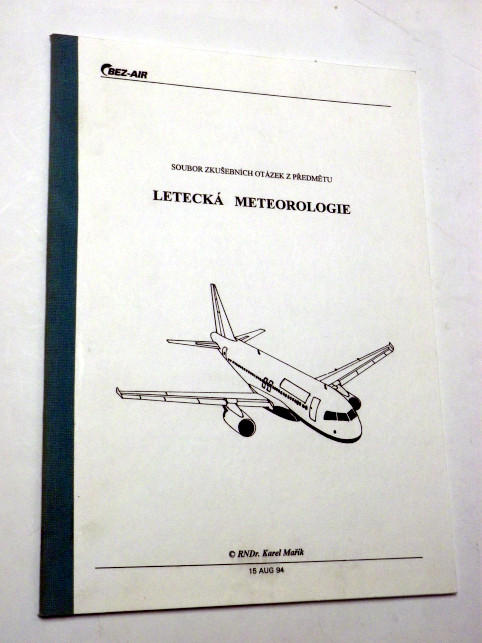 BEZ-AIR
SOUBOR ZKUŠEBNÍCH OTÁZEK Z PŘEDMĚTU
LETECKÁ METEOROLOGIE
© RNDr. Karel Mařík
15 AUG 94